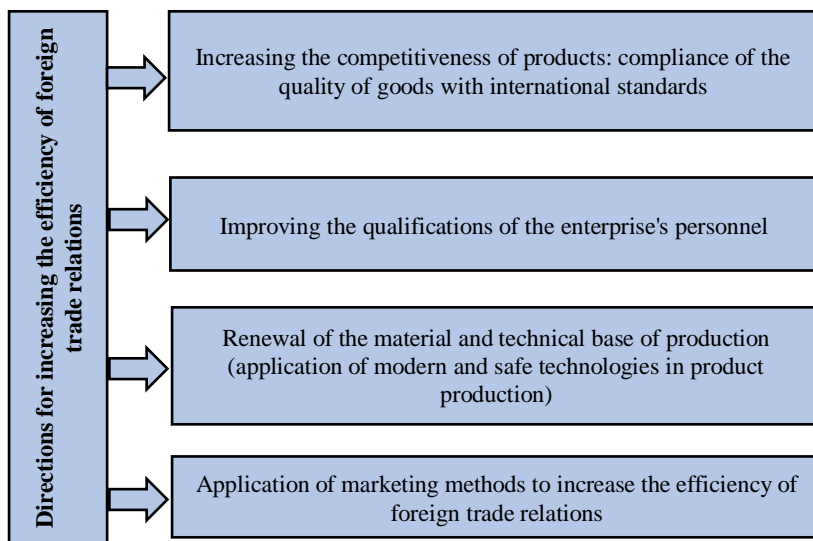 Directions for increasing the efficiency of foreign
trade relations
Increasing the competitiveness of products: compliance of the
quality of goods with international standards
Improving the qualifications of the enterprise's personnel
Renewal of the material and technical base of production
(application of modern and safe technologies in product
production)
Application of marketing methods to increase the efficiency of
foreign trade relations